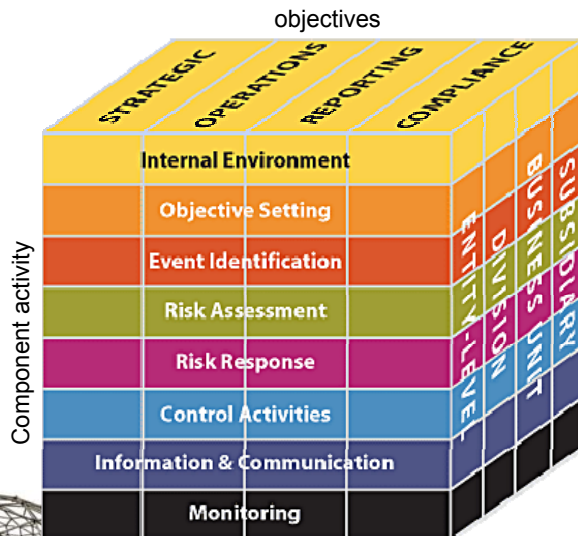 objectives
STRATEGIC
OPERATIONS
REPORTING
COMPLIANCE
Component activity
Internal Environment
Objective Setting
Event Identification
Risk Assessment
Risk Response
Control Activities
Information & Communication
Monitoring
ENTITY-LEVEL
DIVISION
BUSINESS UNIT
SUBSIDIARY